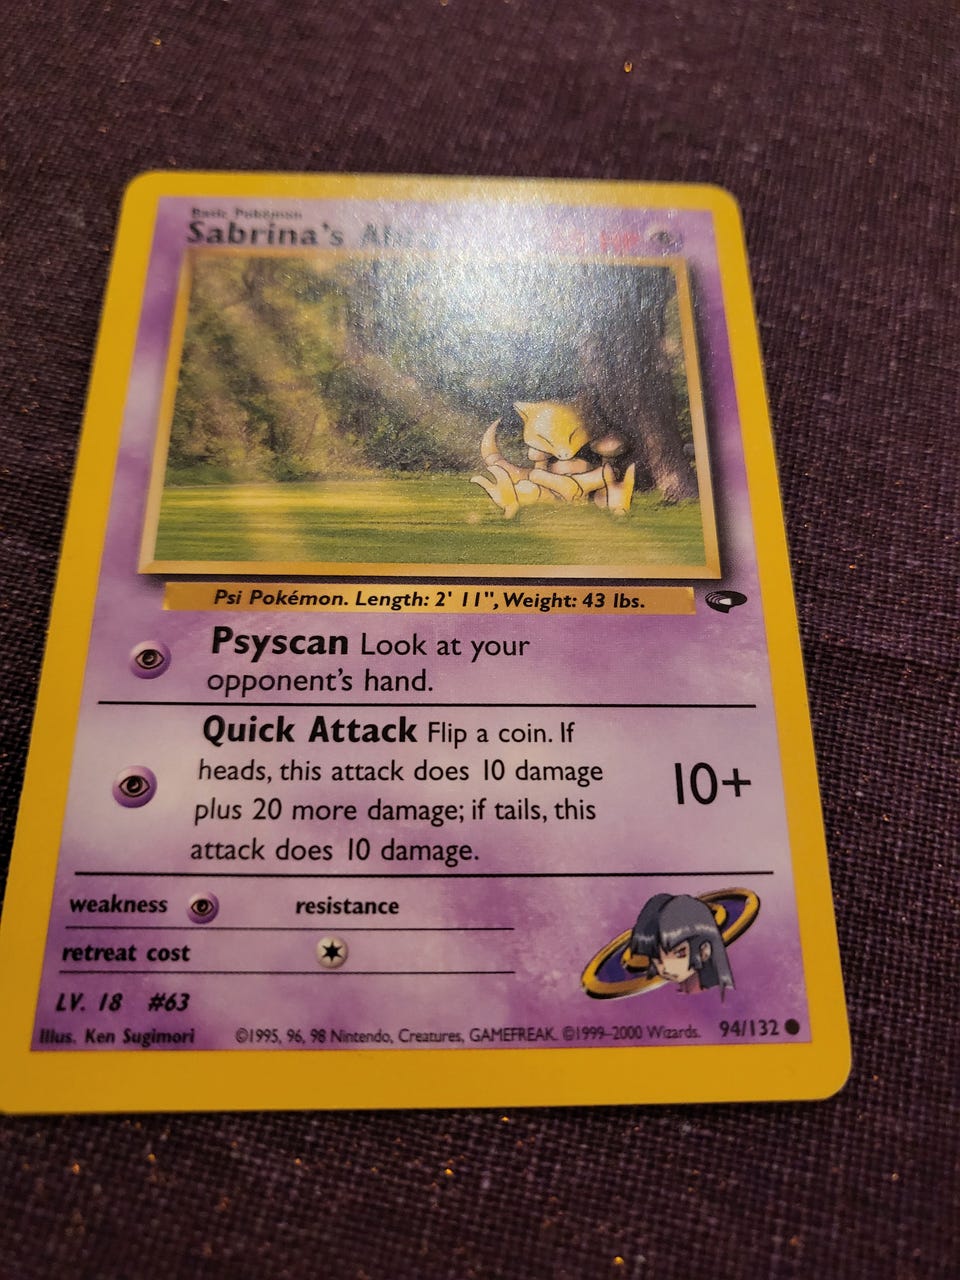 Basic Pokémon
Sabrina's
Psi Pokémon. Length: 2' 11", Weight: 43 lbs.
Psyscan Look at your
opponent's hand.
Quick Attack Flip a coin. If
heads, this attack does 10 damage
plus 20 more damage; if tails, this
attack does 10 damage.
10+
weakness
resistance
retreat cost
LV. 18 #63
Illus. Ken Sugimori
©1995, 96, 98 Nintendo, Creatures, GAMEFREAK. ©1999-2000 Wizards.
94/132